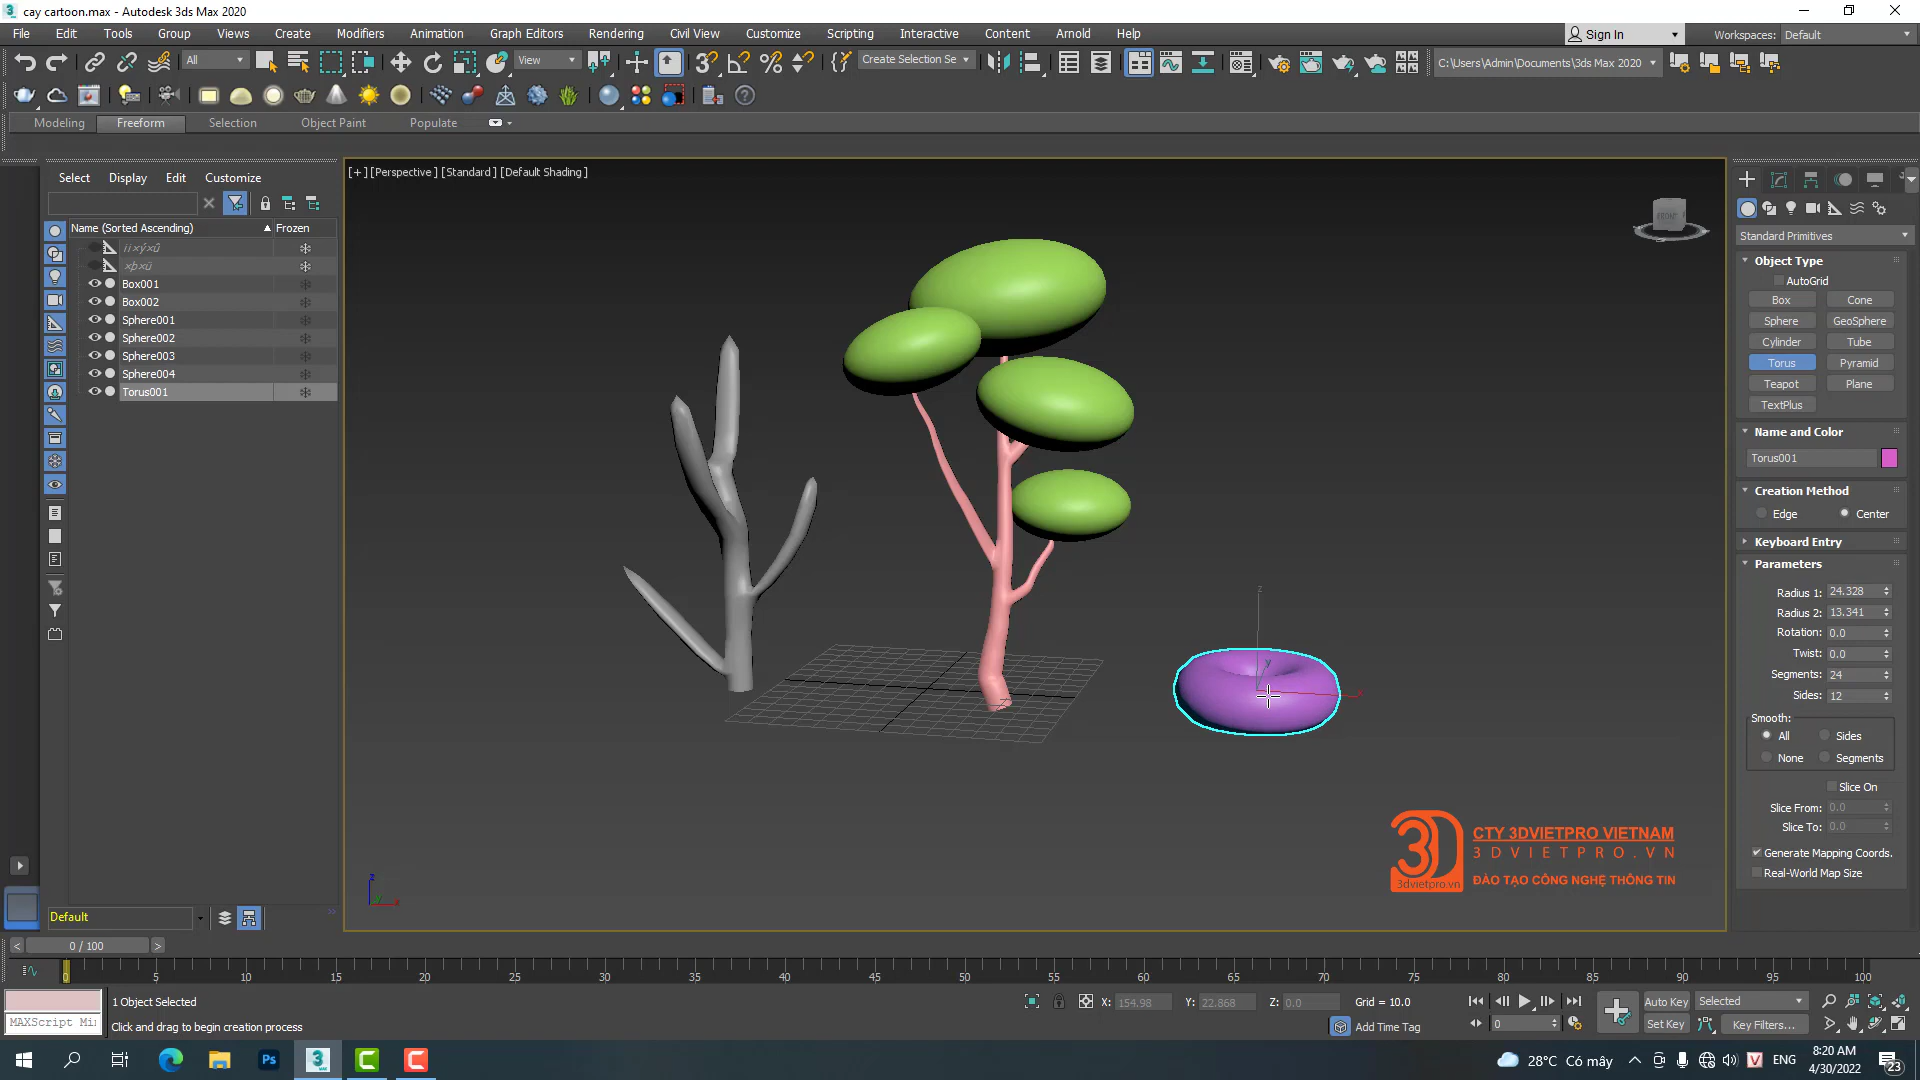 cay cartoon.max - Autodesk 3ds Max 2020
File Edit Tools Group Views Create Modifiers Animation Graph Editors Rendering Civil View Customize Scripting Interactive Content Arnold Help
Sign In Workspaces: Default
All View Create Selection Se C:\Users\Admin\Documents\3ds Max 2020
Modeling Freeform Selection Object Paint Populate
Select Display Edit Customize
Name (Sorted Ascending) Frozen
Box001
Box002
Sphere001
Sphere002
Sphere003
Sphere004
Torus001
[+] [Perspective] [Standard] [Default Shading]
FRONT
z
y
x
Standard Primitives
Object Type
AutoGrid
Box Cone
Sphere GeoSphere
Cylinder Tube
Torus Pyramid
Teapot Plane
TextPlus
Name and Color
Torus001
Creation Method
Edge Center
Keyboard Entry
Parameters
Radius 1: 24.328
Radius 2: 13.341
Rotation: 0.0
Twist: 0.0
Segments: 24
Sides: 12
Smooth:
All Sides
None Segments
Slice On
Slice From: 0.0
Slice To: 0.0
Generate Mapping Coords.
Real-World Map Size
3D
3dvietpro.vn
CTY 3DVIETPRO VIETNAM
3DVIETPRO.VN
ĐÀO TẠO CÔNG NGHỆ THÔNG TIN
Default
0 / 100
0 5 10 15 20 25 30 35 40 45 50 55 60 65 70 75 80 85 90 95 100
1 Object Selected
X: 154.98 Y: 22.868 Z: 0.0 Grid = 10.0
Auto Key Selected
MAXScript Mi
Click and drag to begin creation process
Add Time Tag
0
Set Key Key Filters...
28°C Có mây
ENG
8:20 AM
4/30/2022
23